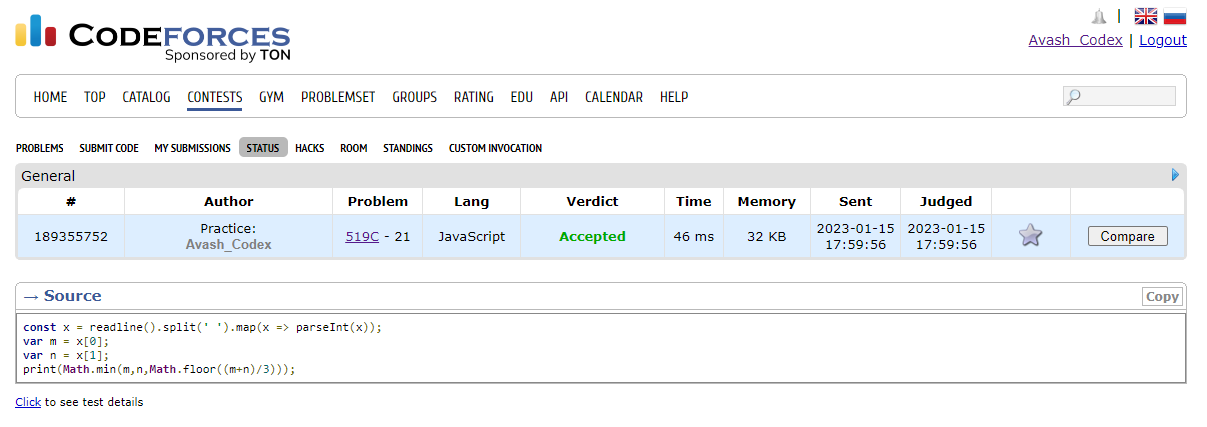 CODEFORCES
Sponsored by TON
|
Avash_Codex | Logout
HOME TOP CATALOG CONTESTS GYM PROBLEMSET GROUPS RATING EDU API CALENDAR HELP
PROBLEMS SUBMIT CODE MY SUBMISSIONS STATUS HACKS ROOM STANDINGS CUSTOM INVOCATION
General
# Author Problem Lang Verdict Time Memory Sent Judged
189355752 Practice: Avash_Codex 519C - 21 JavaScript Accepted 46 ms 32 KB 2023-01-15 17:59:56 2023-01-15 17:59:56 Compare
→ Source Copy
const x = readline().split(' ').map(x => parseInt(x));
var m = x[0];
var n = x[1];
print(Math.min(m,n,Math.floor((m+n)/3)));
Click to see test details